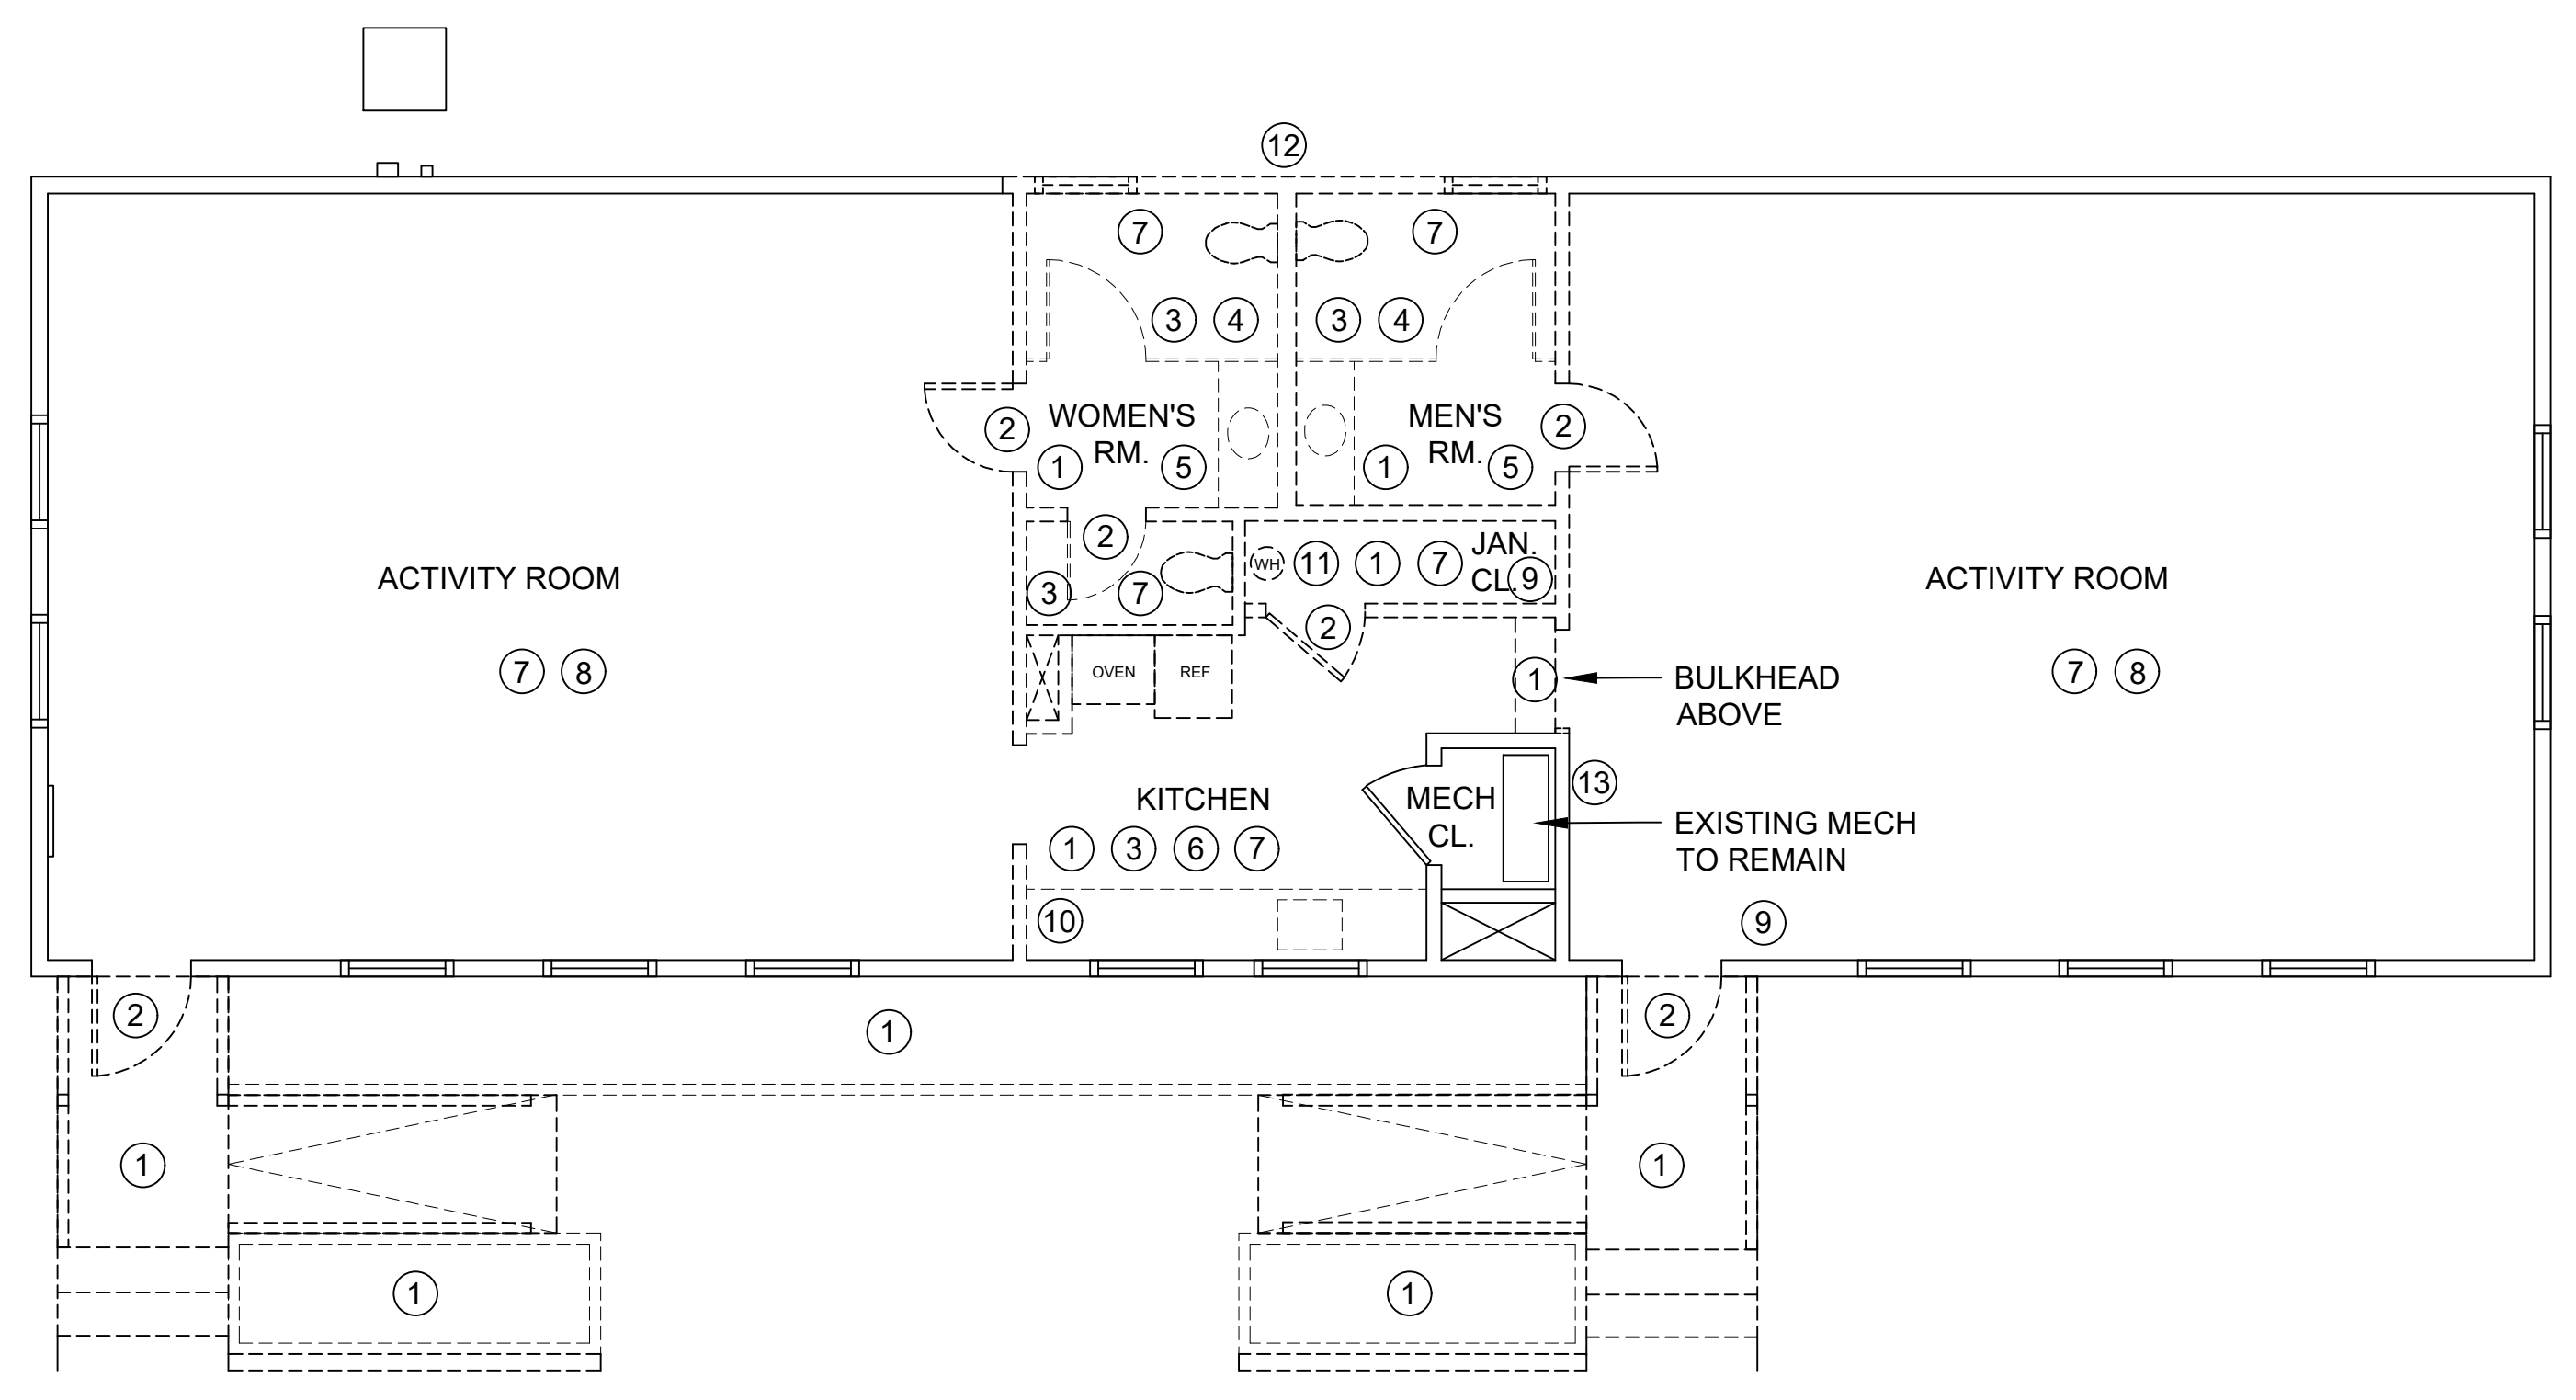 12
7
7
3 4
3 4
2
WOMEN'S
RM.
1
5
MEN'S
RM.
1
5
2
2
3
7
WH
11
1
7
JAN.
CL.
9
2
ACTIVITY ROOM
7 8
ACTIVITY ROOM
7 8
OVEN
REF
1
BULKHEAD
ABOVE
KITCHEN
1 3 6 7
10
MECH
CL.
13
EXISTING MECH
TO REMAIN
9
2
1
2
1
1
1
1